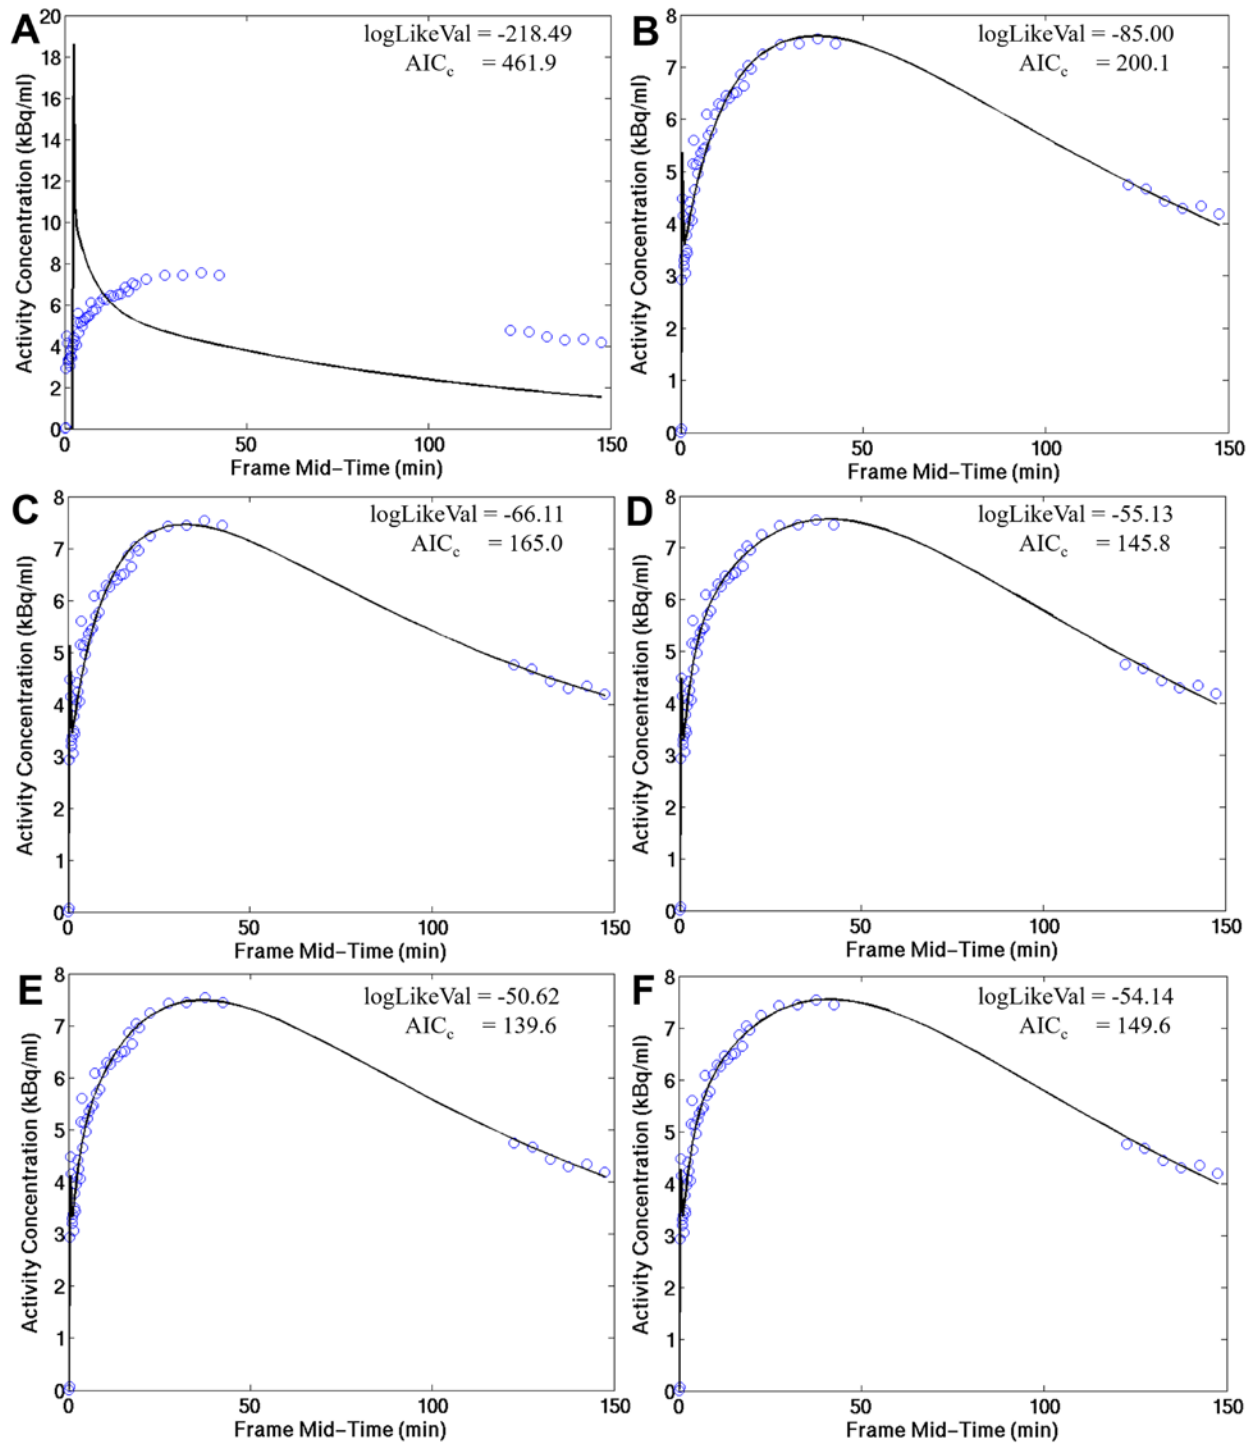 A
logLikeVal = -218.49
AICc = 461.9
Activity Concentration (kBq/ml)
20
18
16
14
12
10
8
6
4
2
0
0 50 100 150
Frame Mid-Time (min)
B
logLikeVal = -85.00
AICc = 200.1
Activity Concentration (kBq/ml)
8
7
6
5
4
3
2
1
0
0 50 100 150
Frame Mid-Time (min)
C
logLikeVal = -66.11
AICc = 165.0
Activity Concentration (kBq/ml)
8
7
6
5
4
3
2
1
0
0 50 100 150
Frame Mid-Time (min)
D
logLikeVal = -55.13
AICc = 145.8
Activity Concentration (kBq/ml)
8
7
6
5
4
3
2
1
0
0 50 100 150
Frame Mid-Time (min)
E
logLikeVal = -50.62
AICc = 139.6
Activity Concentration (kBq/ml)
8
7
6
5
4
3
2
1
0
0 50 100 150
Frame Mid-Time (min)
F
logLikeVal = -54.14
AICc = 149.6
Activity Concentration (kBq/ml)
8
7
6
5
4
3
2
1
0
0 50 100 150
Frame Mid-Time (min)